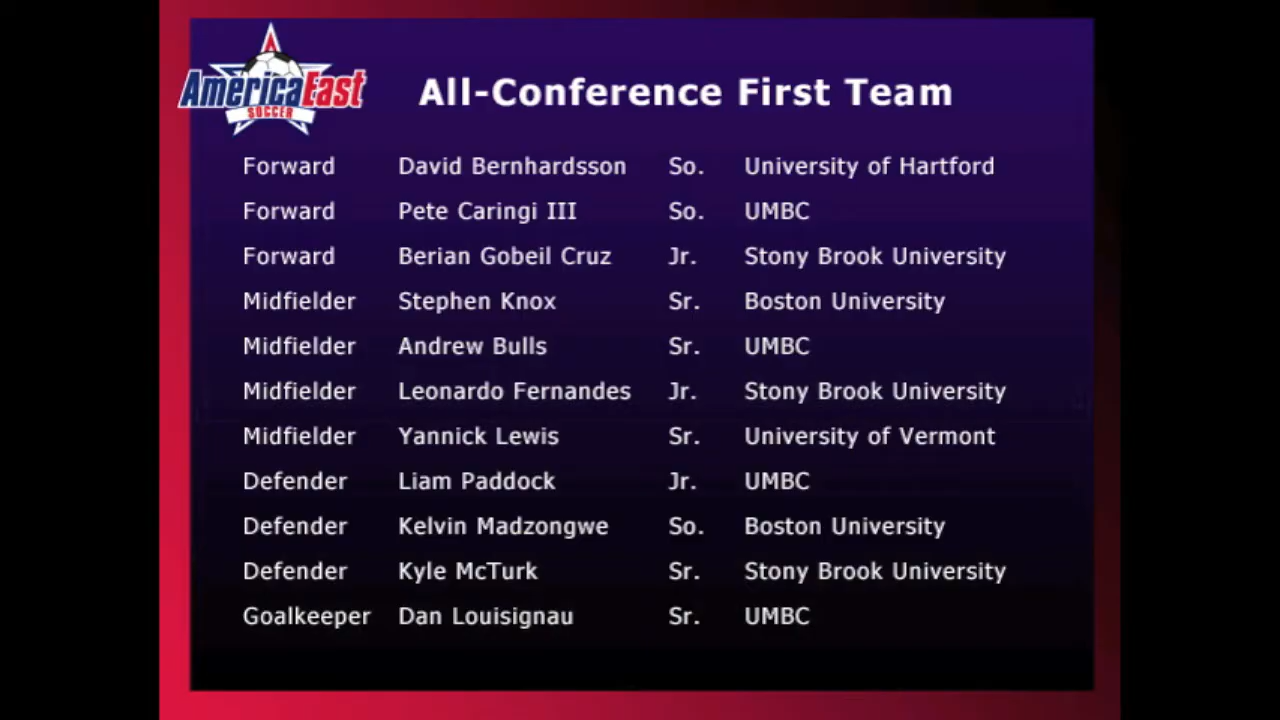 AmericaEast
SOCCER
All-Conference First Team
Forward David Bernhardsson So. University of Hartford
Forward Pete Caringi III So. UMBC
Forward Berian Gobeil Cruz Jr. Stony Brook University
Midfielder Stephen Knox Sr. Boston University
Midfielder Andrew Bulls Sr. UMBC
Midfielder Leonardo Fernandes Jr. Stony Brook University
Midfielder Yannick Lewis Sr. University of Vermont
Defender Liam Paddock Jr. UMBC
Defender Kelvin Madzongwe So. Boston University
Defender Kyle McTurk Sr. Stony Brook University
Goalkeeper Dan Louisignau Sr. UMBC